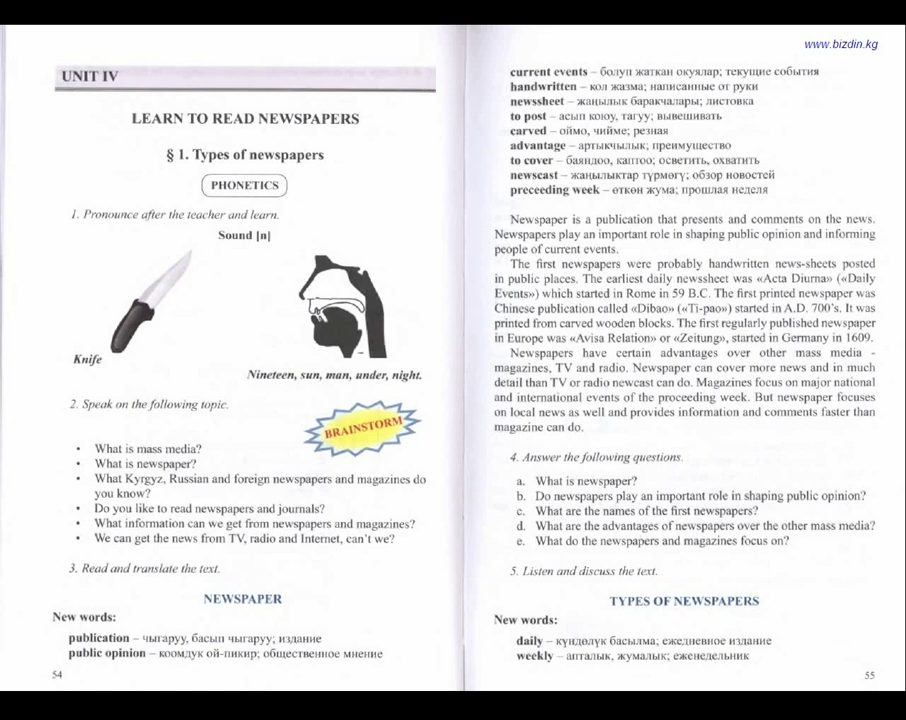 www.bizdin.kg
UNIT IV
LEARN TO READ NEWSPAPERS
§ 1. Types of newspapers
PHONETICS
1. Pronounce after the teacher and learn.
Sound [n]
Knife
Nineteen, sun, man, under, night.
2. Speak on the following topic.
BRAINSTORM
• What is mass media?
• What is newspaper?
• What Kyrgyz, Russian and foreign newspapers and magazines do
you know?
• Do you like to read newspapers and journals?
• What information can we get from newspapers and magazines?
• We can get the news from TV, radio and Internet, can't we?
3. Read and translate the text.
NEWSPAPER
New words:
publication – чыгаруу, басып чыгаруу; издание
public opinion – коомдук ой-пикир; общественное мнение
54
current events – болуп жаткан окуялар; текущие события
handwritten – кол жазма; написанные от руки
newssheet – жаңылык баракчалары; листовка
to post – асып коюу, тагуу; вывешивать
carved – оймо, чийме; резная
advantage – артыкчылык; преимущество
to cover – баяндоо, каптоо; осветить, охватить
newscast – жаңылыктар түрмөгү; обзор новостей
preceeding week – өткөн жума; прошлая неделя
Newspaper is a publication that presents and comments on the news.
Newspapers play an important role in shaping public opinion and informing
people of current events.
The first newspapers were probably handwritten news-sheets posted
in public places. The earliest daily newssheet was «Acta Diurna» («Daily
Events») which started in Rome in 59 B.C. The first printed newspaper was
Chinese publication called «Dibao» («Ti-pao») started in A.D. 700's. It was
printed from carved wooden blocks. The first regularly published newspaper
in Europe was «Avisa Relation» or «Zeitung», started in Germany in 1609.
Newspapers have certain advantages over other mass media -
magazines, TV and radio. Newspaper can cover more news and in much
detail than TV or radio newcast can do. Magazines focus on major national
and international events of the proceeding week. But newspaper focuses
on local news as well and provides information and comments faster than
magazine can do.
4. Answer the following questions.
a. What is newspaper?
b. Do newspapers play an important role in shaping public opinion?
c. What are the names of the first newspapers?
d. What are the advantages of newspapers over the other mass media?
e. What do the newspapers and magazines focus on?
5. Listen and discuss the text.
TYPES OF NEWSPAPERS
New words:
daily – күндөлүк басылма; ежедневное издание
weekly – апталык, жумалык; еженедельник
55